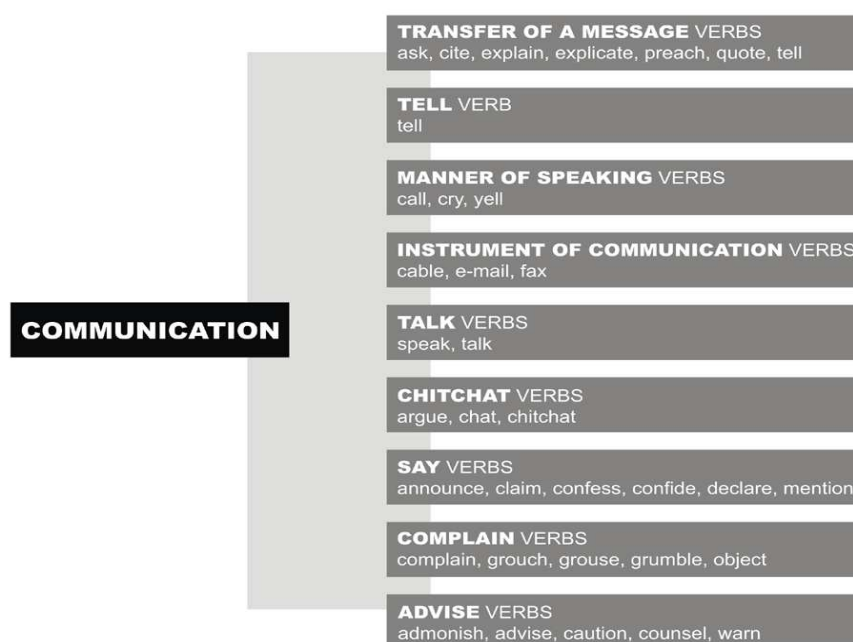 TRANSFER OF A MESSAGE VERBS
ask, cite, explain, explicate, preach, quote, tell
TELL VERB
tell
MANNER OF SPEAKING VERBS
call, cry, yell
INSTRUMENT OF COMMUNICATION VERBS
cable, e-mail, fax
COMMUNICATION
TALK VERBS
speak, talk
CHITCHAT VERBS
argue, chat, chitchat
SAY VERBS
announce, claim, confess, confide, declare, mention
COMPLAIN VERBS
complain, grouch, grouse, grumble, object
ADVISE VERBS
admonish, advise, caution, counsel, warn